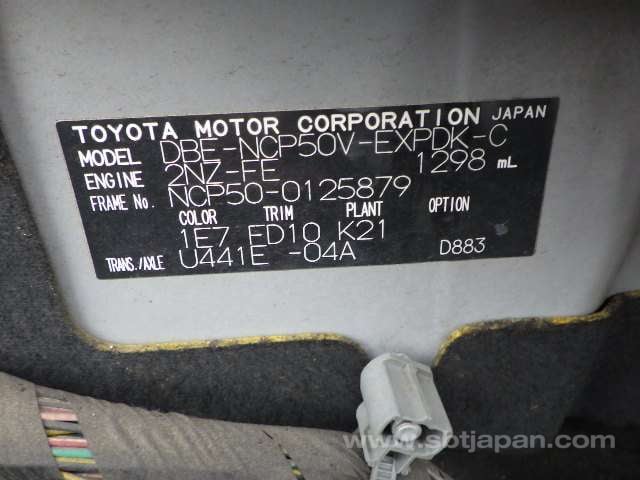 TOYOTA MOTOR CORPORATION JAPAN
MODEL DBE-NCP50V-EXPDK-C
ENGINE 2NZ-FE 1298 mL
FRAME No. NCP50-0125879
COLOR TRIM PLANT OPTION
1E7 ED10 K21
TRANS./AXLE U441E -04A D883
www.sbtjapan.com